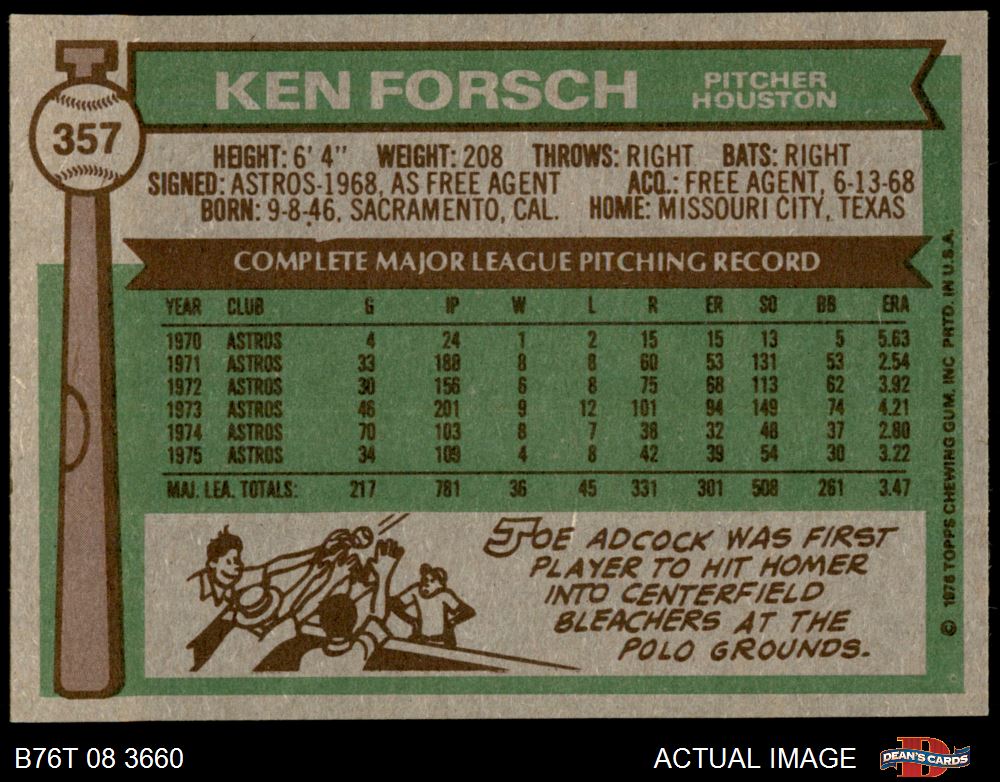 KEN FORSCH PITCHER HOUSTON
357
HEIGHT: 6' 4" WEIGHT: 208 THROWS: RIGHT BATS: RIGHT
SIGNED: ASTROS-1968, AS FREE AGENT ACQ.: FREE AGENT, 6-13-68
BORN: 9-8-46, SACRAMENTO, CAL. HOME: MISSOURI CITY, TEXAS
COMPLETE MAJOR LEAGUE PITCHING RECORD
YEAR CLUB G IP W L R ER SO BB ERA
1970 ASTROS 4 24 1 2 15 15 13 5 5.63
1971 ASTROS 33 188 8 8 60 53 131 53 2.54
1972 ASTROS 30 156 6 8 75 68 113 62 3.92
1973 ASTROS 46 201 9 12 101 94 149 74 4.21
1974 ASTROS 70 103 8 7 38 32 48 37 2.80
1975 ASTROS 34 109 4 8 42 39 54 30 3.22
MAJ. LEA. TOTALS: 217 781 36 45 331 301 508 261 3.47
JOE ADCOCK WAS FIRST
PLAYER TO HIT HOMER
INTO CENTERFIELD
BLEACHERS AT THE
POLO GROUNDS.
© 1976 TOPPS CHEWING GUM, INC PRTD. IN U.S.A.
B76T 08 3660 ACTUAL IMAGE DEAN'S CARDS